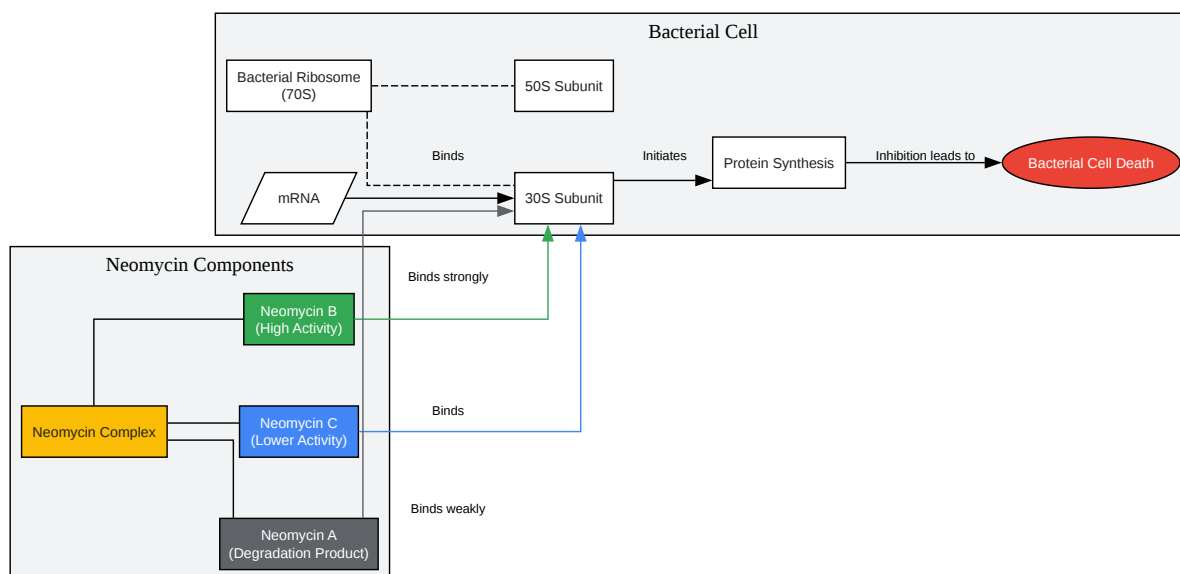 Bacterial Cell
Bacterial Ribosome
(70S)
50S Subunit
Binds
Initiates
Protein Synthesis
Inhibition leads to
Bacterial Cell Death
mRNA
30S Subunit
Neomycin Components
Binds strongly
Neomycin B
(High Activity)
Neomycin Complex
Neomycin C
(Lower Activity)
Binds
Binds weakly
Neomycin A
(Degradation Product)